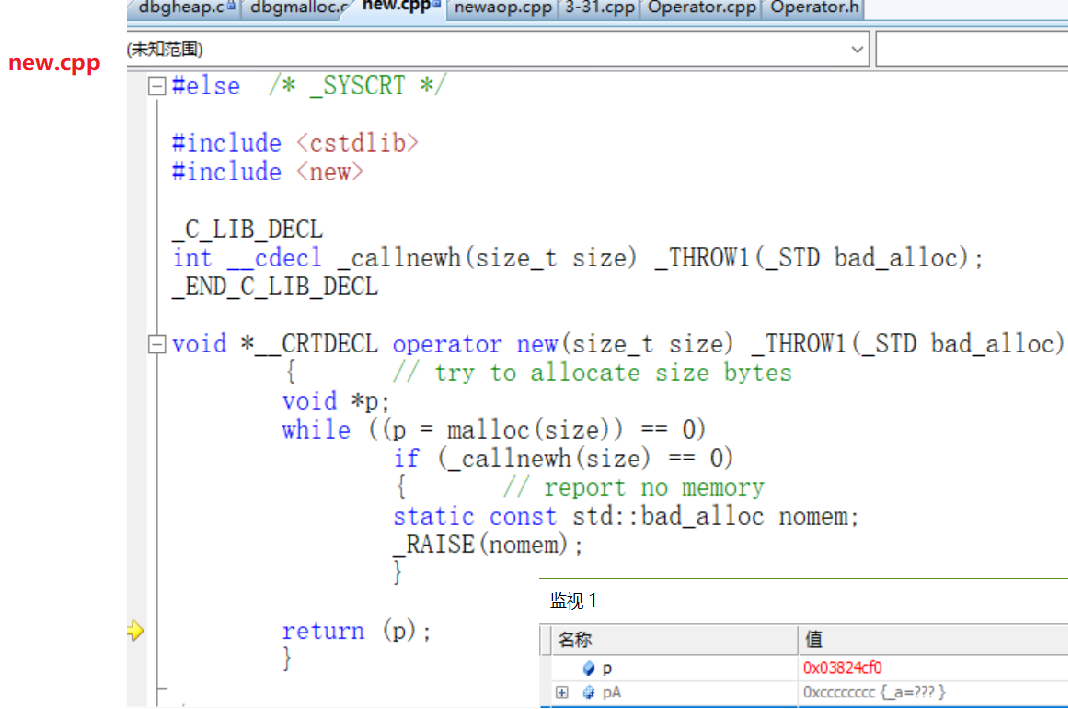 dbgheap.c dbgmalloc.c new.cpp newaop.cpp 3-31.cpp Operator.cpp Operator.h
(未知范围)
new.cpp
#else /* _SYSCRT */
#include <cstdlib>
#include <new>
_C_LIB_DECL
int __cdecl _callnewh(size_t size) _THROW1(_STD bad_alloc);
_END_C_LIB_DECL
void *__CRTDECL operator new(size_t size) _THROW1(_STD bad_alloc)
{ // try to allocate size bytes
void *p;
while ((p = malloc(size)) == 0)
if (_callnewh(size) == 0)
{ // report no memory
static const std::bad_alloc nomem;
_RAISE(nomem);
}
return (p);
}
监视 1
名称 值
p 0x03824cf0
pA 0xcccccccc {_a=??? }